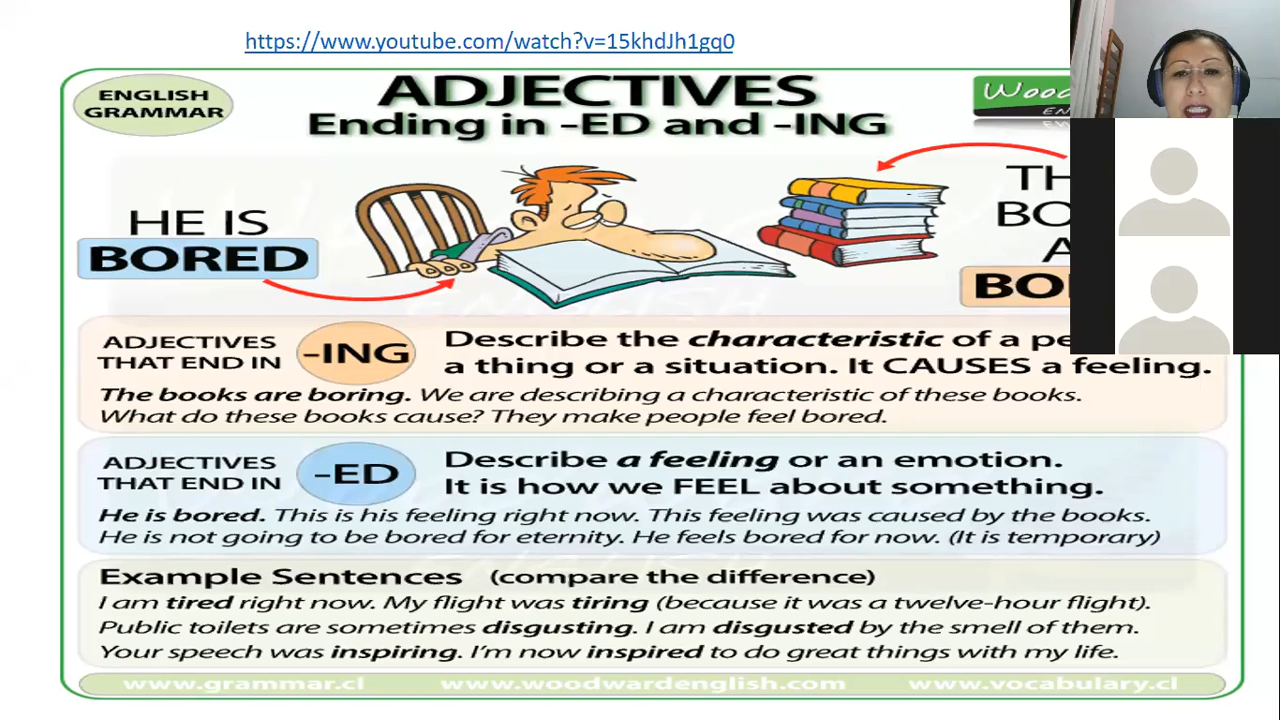 https://www.youtube.com/watch?v=15khdJh1gq0
ENGLISH
GRAMMAR
ADJECTIVES
Ending in -ED and -ING
HE IS
BORED
ADJECTIVES
THAT END IN
-ING
Describe the characteristic of a
a thing or a situation. It CAUSES a feeling.
The books are boring. We are describing a characteristic of these books.
What do these books cause? They make people feel bored.
ADJECTIVES
THAT END IN
-ED
Describe a feeling or an emotion.
It is how we FEEL about something.
He is bored. This is his feeling right now. This feeling was caused by the books.
He is not going to be bored for eternity. He feels bored for now. (It is temporary)
Example Sentences (compare the difference)
I am tired right now. My flight was tiring (because it was a twelve-hour flight).
Public toilets are sometimes disgusting. I am disgusted by the smell of them.
Your speech was inspiring. I'm now inspired to do great things with my life.
www.grammar.cl www.woodwardenglish.com www.vocabulary.cl